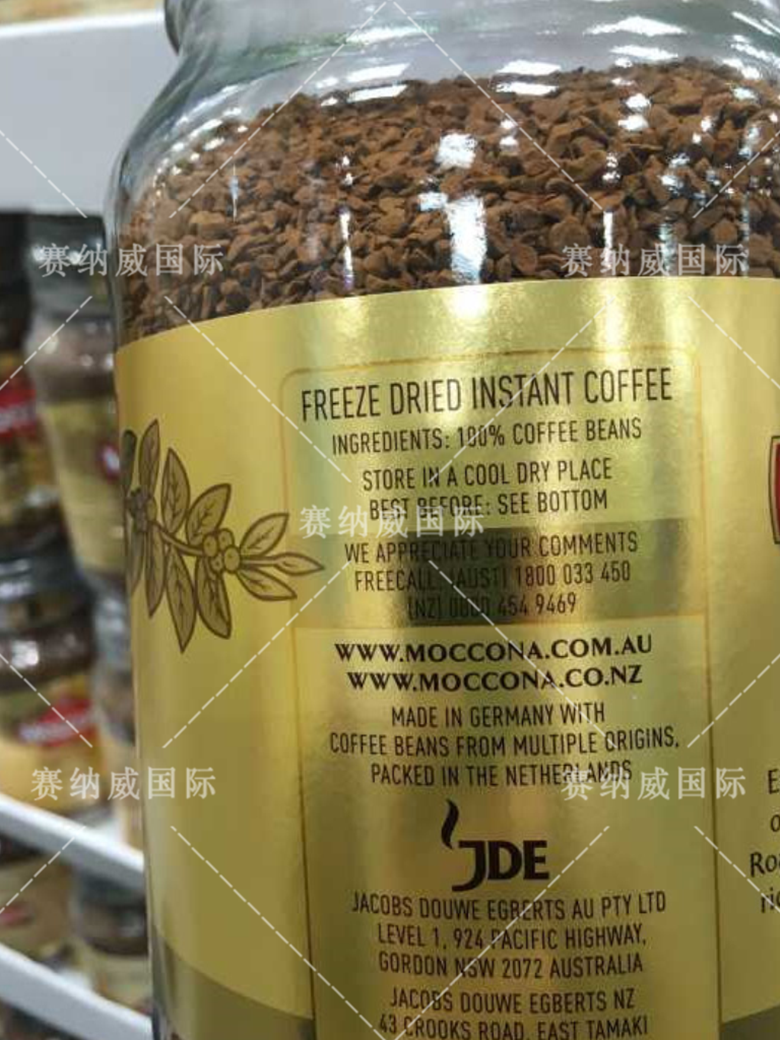 赛纳威国际
赛纳威国际
FREEZE DRIED INSTANT COFFEE
INGREDIENTS: 100% COFFEE BEANS
STORE IN A COOL DRY PLACE
BEST BEFORE: SEE BOTTOM
赛纳威国际
WE APPRECIATE YOUR COMMENTS
FREECALL (AUST) 1800 033 450
(NZ) 0800 454 9469
WWW.MOCCONA.COM.AU
WWW.MOCCONA.CO.NZ
MADE IN GERMANY WITH
COFFEE BEANS FROM MULTIPLE ORIGINS,
PACKED IN THE NETHERLANDS
赛纳威国际
赛纳威国际
JDE
JACOBS DOUWE EGBERTS AU PTY LTD
LEVEL 1, 924 PACIFIC HIGHWAY,
GORDON NSW 2072 AUSTRALIA
JACOBS DOUWE EGBERTS NZ
43 CROOKS ROAD, EAST TAMAKI